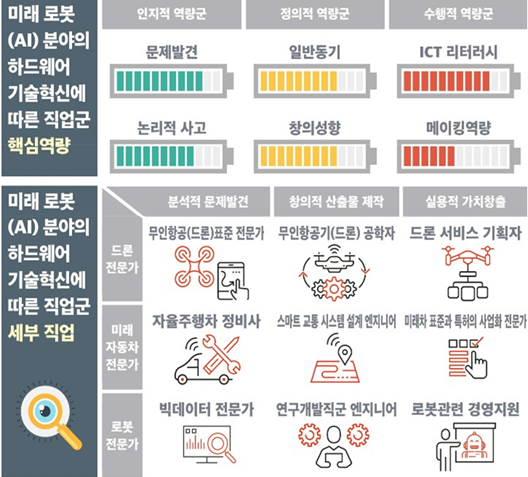 미래 로봇
(AI) 분야의
하드웨어
기술혁신에
따른 직업군
핵심역량
인지적 역량군
정의적 역량군
수행적 역량군
문제발견
일반동기
ICT 리터러시
논리적 사고
창의성향
메이킹역량
미래 로봇
(AI) 분야의
하드웨어
기술혁신에
따른 직업군
세부 직업
분석적 문제발견
창의적 산출물 제작
실용적 가치창출
드론
전문가
무인항공(드론)표준 전문가
무인항공기(드론) 공학자
드론 서비스 기획자
미래
자동차
전문가
자율주행차 정비사
스마트 교통 시스템 설계 엔지니어
미래차 표준과 특허의 사업화 전문가
로봇
전문가
빅데이터 전문가
연구개발직군 엔지니어
로봇관련 경영지원